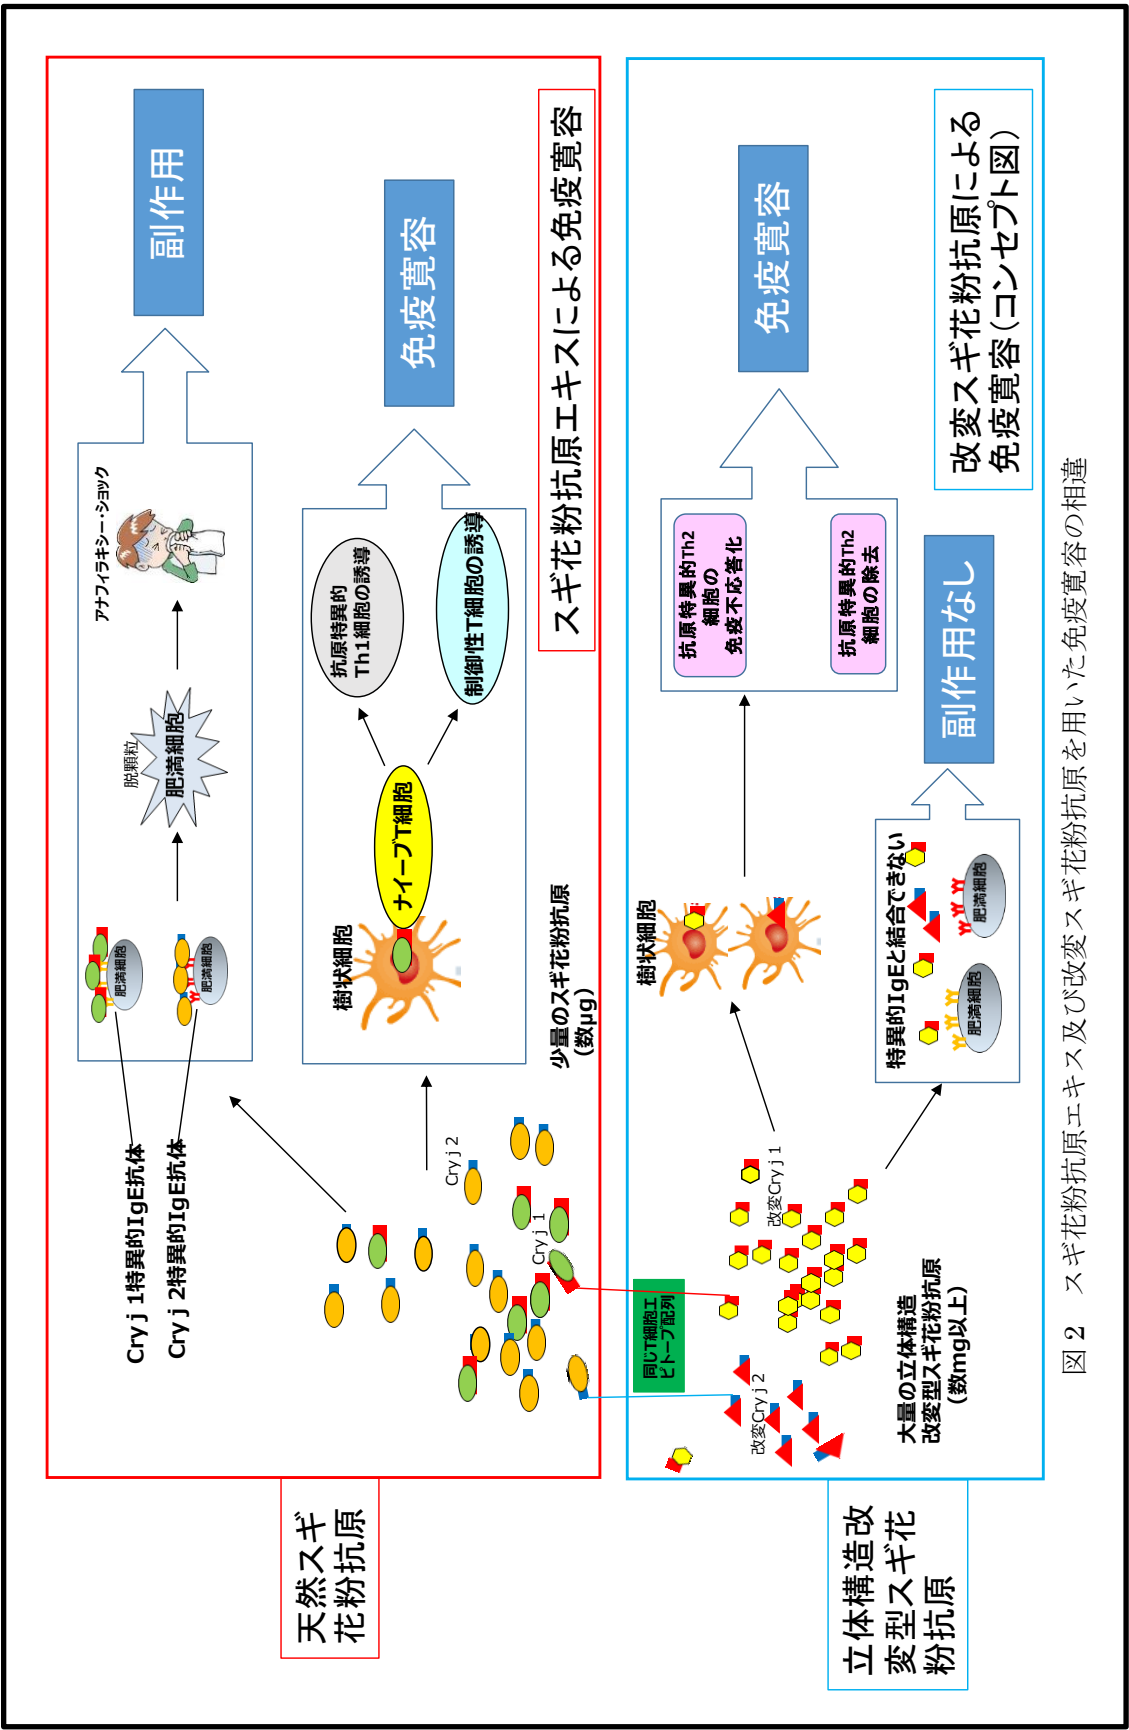 天然スギ
花粉抗原
Cryj 1特異的IgE抗体
Cryj 2特異的IgE抗体
肥満細胞
肥満細胞
脱顆粒
肥満細胞
アナフィラキシー・ショック
副作用
Cryj 2
Cryj 1
少量のスギ花粉抗原
(数μg)
樹状細胞
ナイーブT細胞
抗原特異的
Th1細胞の誘導
制御性T細胞の誘導
免疫寛容
スギ花粉抗原エキスによる免疫寛容
同じT細胞エ
ピトープ配列
立体構造改
変型スギ花
粉抗原
改変Cryj2
改変Cryj1
大量の立体構造
改変型スギ花粉抗原
(数mg以上)
樹状細胞
抗原特異的Th2
細胞の
免疫不応答化
抗原特異的Th2
細胞の除去
免疫寛容
特異的IgEと結合できない
肥満細胞
肥満細胞
副作用なし
改変スギ花粉抗原による
免疫寛容(コンセプト図)
図2 スギ花粉抗原エキス及び改変スギ花粉抗原を用いた免疫寛容の相違